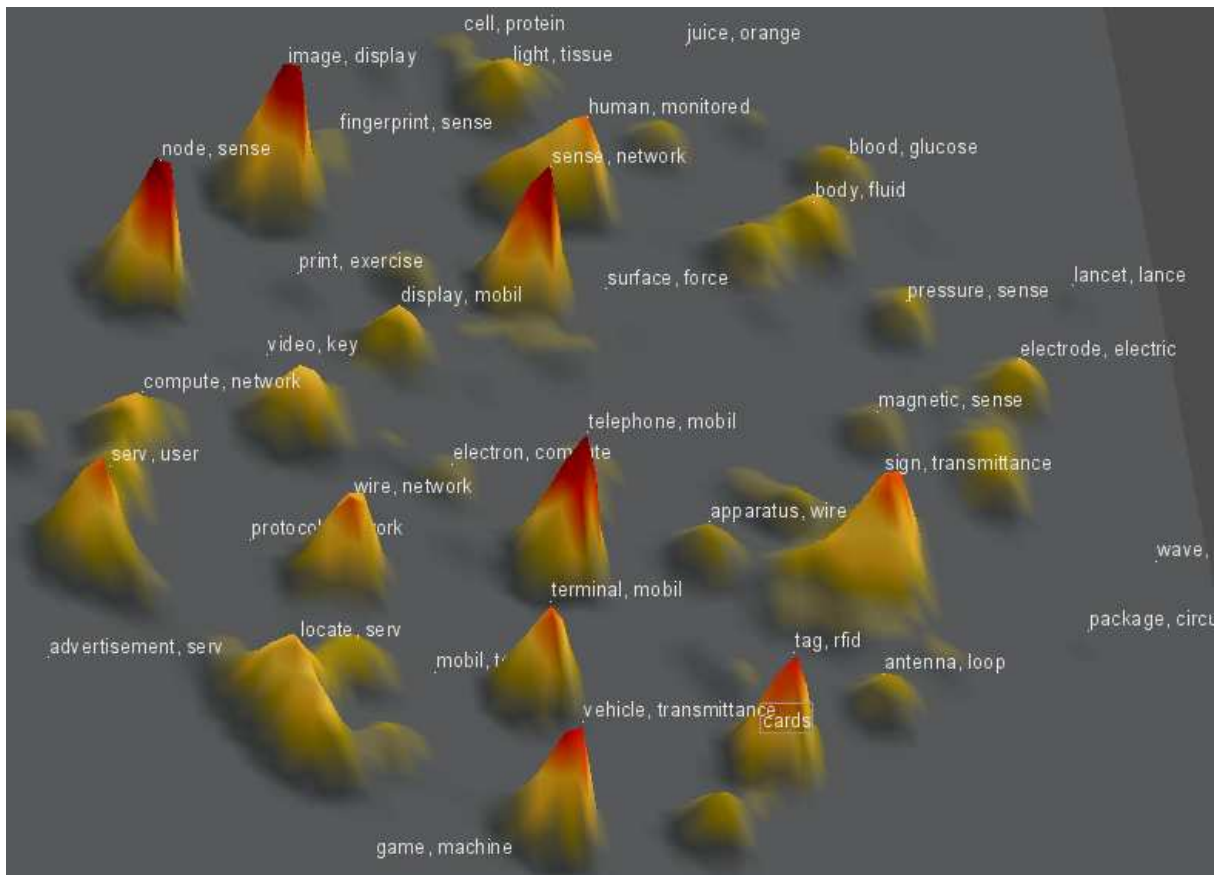 cell, protein
juice, orange
image, display
light, tissue
human, monitored
fingerprint, sense
node, sense
sense, network
blood, glucose
body, fluid
print, exercise
surface, force
lancet, lance
display, mobil
pressure, sense
video, key
electrode, electric
compute, network
magnetic, sense
telephone, mobil
serv, user
electron, compute
sign, transmittance
wire, network
apparatus, wire
protoco
rk
wave,
terminal, mobil
package, circu
locate, serv
advertisement, serv
tag, rfid
mobil, t
antenna, loop
vehicle, transmittance
cards
game, machine